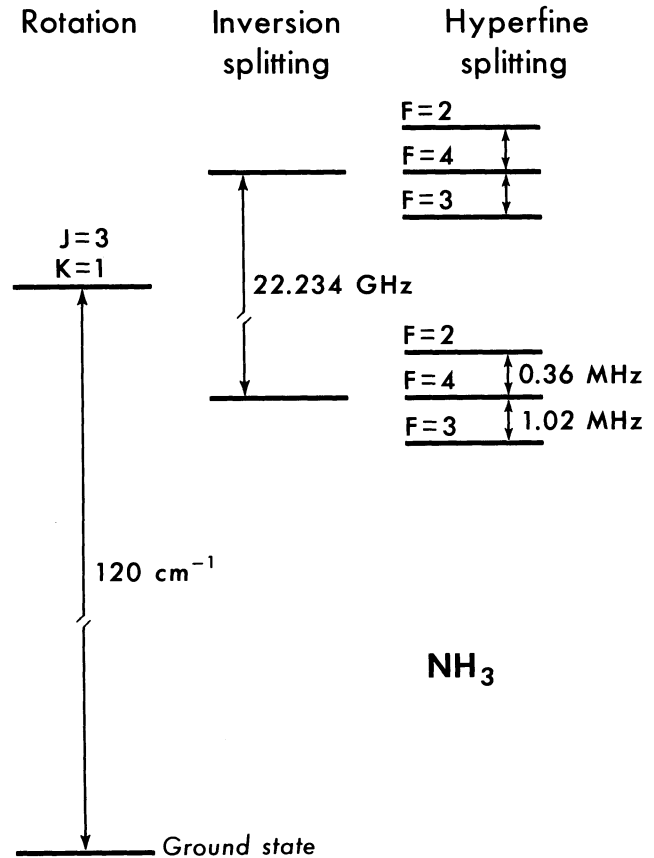 Rotation
Inversion
splitting
Hyperfine
splitting
F=2
F=4
F=3
J=3
K=1
22.234 GHz
F=2
F=4
0.36 MHz
F=3
1.02 MHz
120 cm⁻¹
NH₃
Ground state